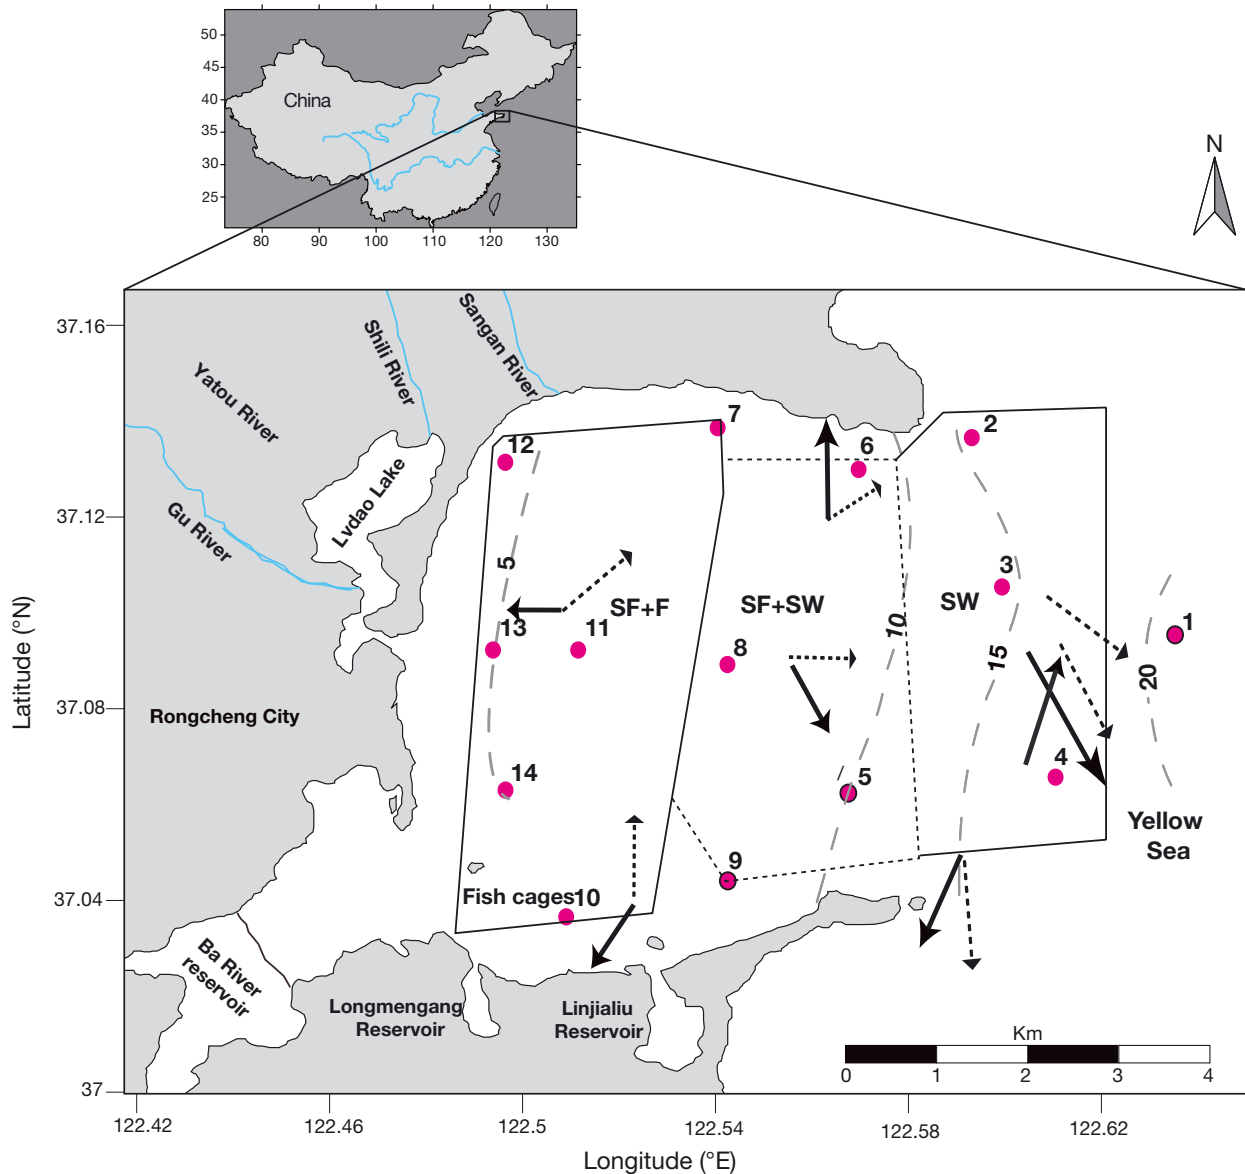 50
45
40
35
30
25
China
80
90
100
110
120
130
N
37.16
37.12
37.08
37.04
37
Latitude (°N)
Sangan River
Shili River
Yatou River
Gu River
Lvdao Lake
Rongcheng City
7
2
6
12
5
3
SF+F
SF+SW
SW
10
1
13
11
8
15
20
14
5
4
Yellow
Sea
9
Fish cages
10
Ba River
reservoir
Longmengang
Reservoir
Linjialiu
Reservoir
Km
0
1
2
3
4
122.42
122.46
122.5
122.54
122.58
122.62
Longitude (°E)